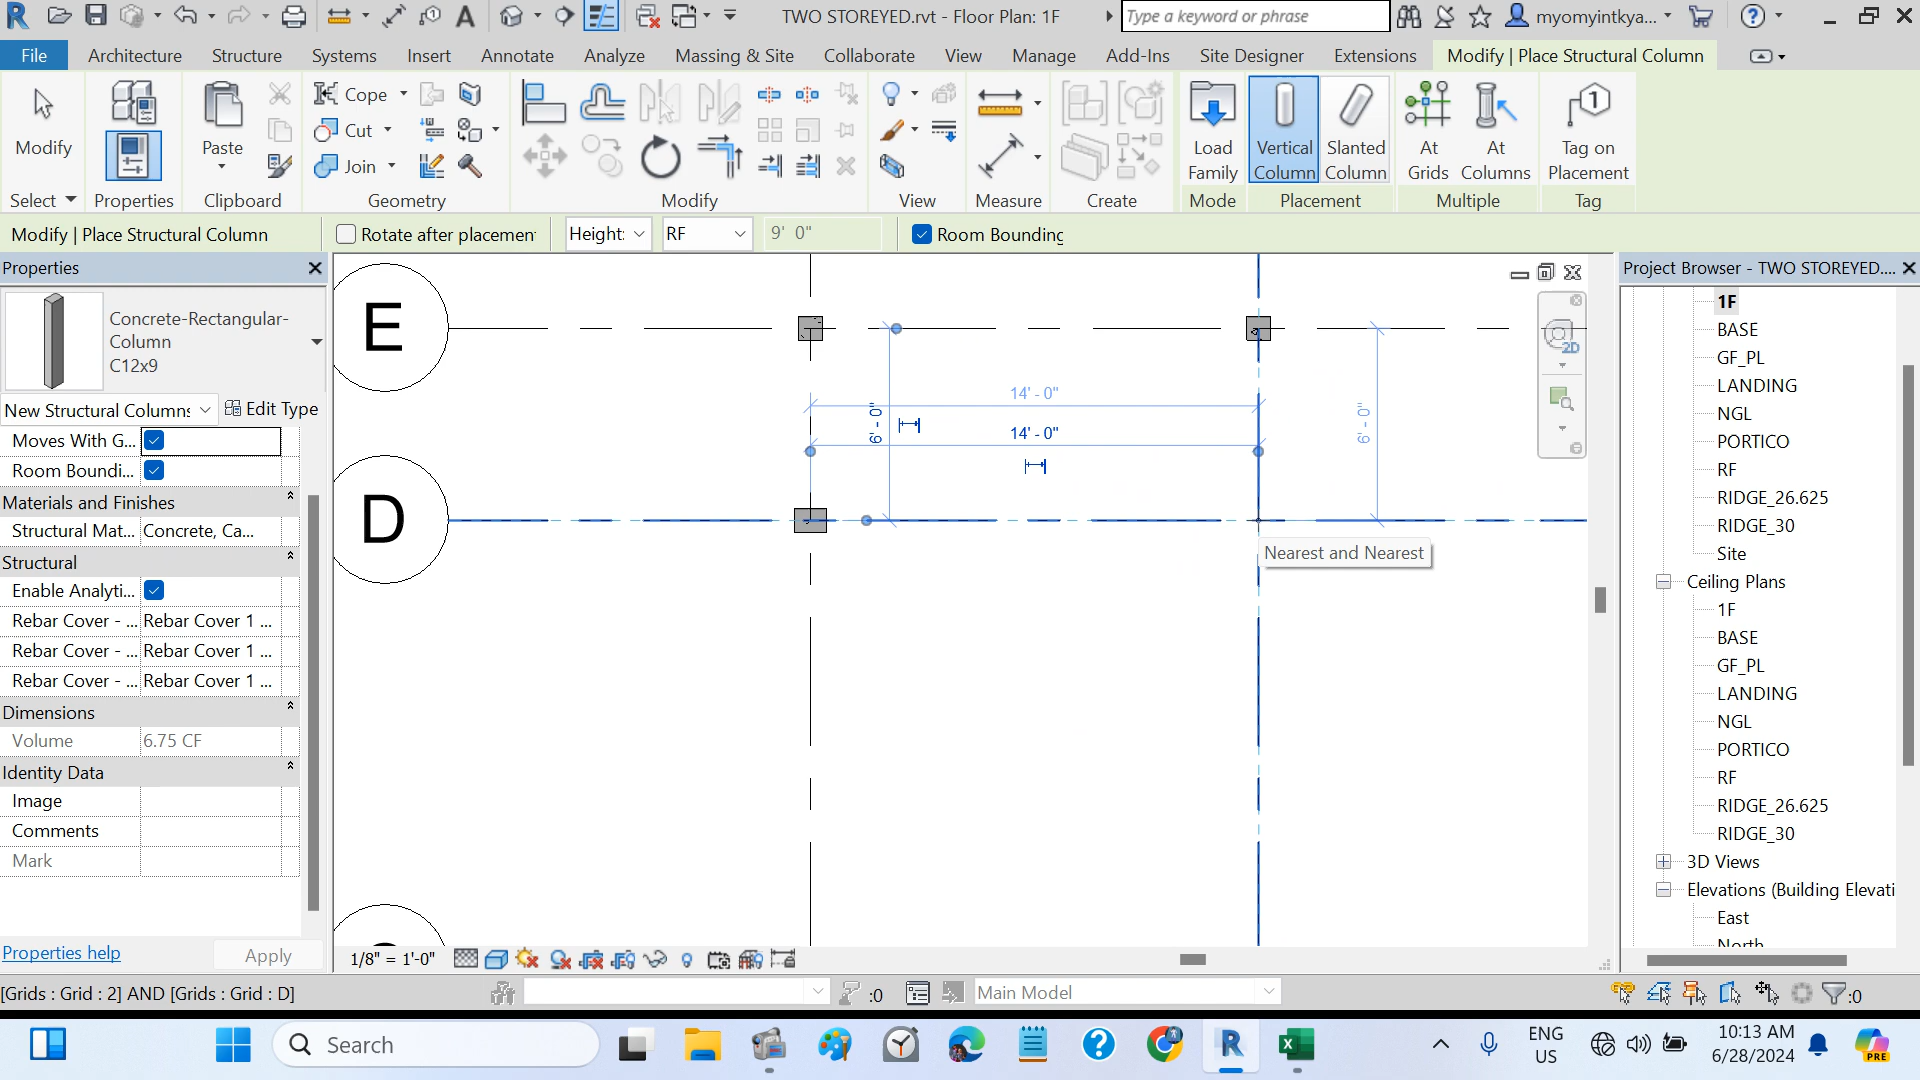 TWO STOREYED.rvt - Floor Plan: 1F
Type a keyword or phrase
myomyintkya...
File Architecture Structure Systems Insert Annotate Analyze Massing & Site Collaborate View Manage Add-Ins Site Designer Extensions Modify | Place Structural Column
Modify
Paste
Cope
Cut
Join
Load Family
Vertical Column
Slanted Column
At Grids
At Columns
Tag on Placement
Select Properties Clipboard Geometry Modify View Measure Create Mode Placement Multiple Tag
Modify | Place Structural Column
Rotate after placement
Height:
RF
9' 0"
Room Bounding
Properties
Concrete-Rectangular-
Column
C12x9
New Structural Columns
Edit Type
Moves With G...
Room Boundi...
Materials and Finishes
Structural Mat... Concrete, Ca...
Structural
Enable Analyti...
Rebar Cover - ... Rebar Cover 1 ...
Rebar Cover - ... Rebar Cover 1 ...
Rebar Cover - ... Rebar Cover 1 ...
Dimensions
Volume 6.75 CF
Identity Data
Image
Comments
Mark
Properties help
Apply
E
D
14' - 0"
14' - 0"
6' - 0"
6' - 0"
Nearest and Nearest
2D
1/8" = 1'-0"
Project Browser - TWO STOREYED....
1F
BASE
GF_PL
LANDING
NGL
PORTICO
RF
RIDGE_26.625
RIDGE_30
Site
Ceiling Plans
1F
BASE
GF_PL
LANDING
NGL
PORTICO
RF
RIDGE_26.625
RIDGE_30
3D Views
Elevations (Building Elevati
East
North
[Grids : Grid : 2] AND [Grids : Grid : D]
:0
Main Model
:0
Search
ENG
US
10:13 AM
6/28/2024
PRE